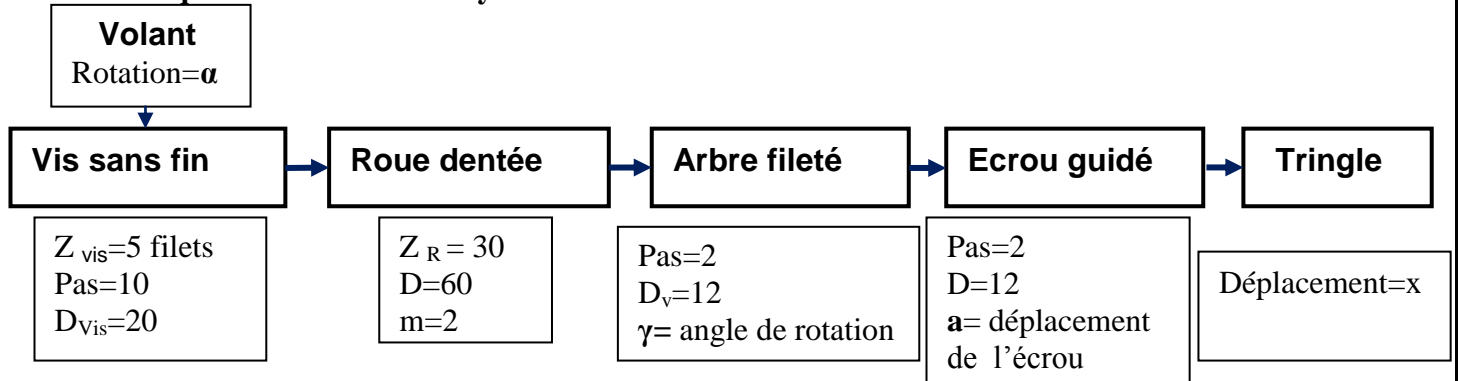 Volant
Rotation=α
Vis sans fin
Roue dentée
Arbre fileté
Ecrou guidé
Tringle
Z vis=5 filets
Pas=10
DVis=20
Z R = 30
D=60
m=2
Pas=2
Dv=12
γ= angle de rotation
Pas=2
D=12
a= déplacement
de l’écrou
Déplacement=x